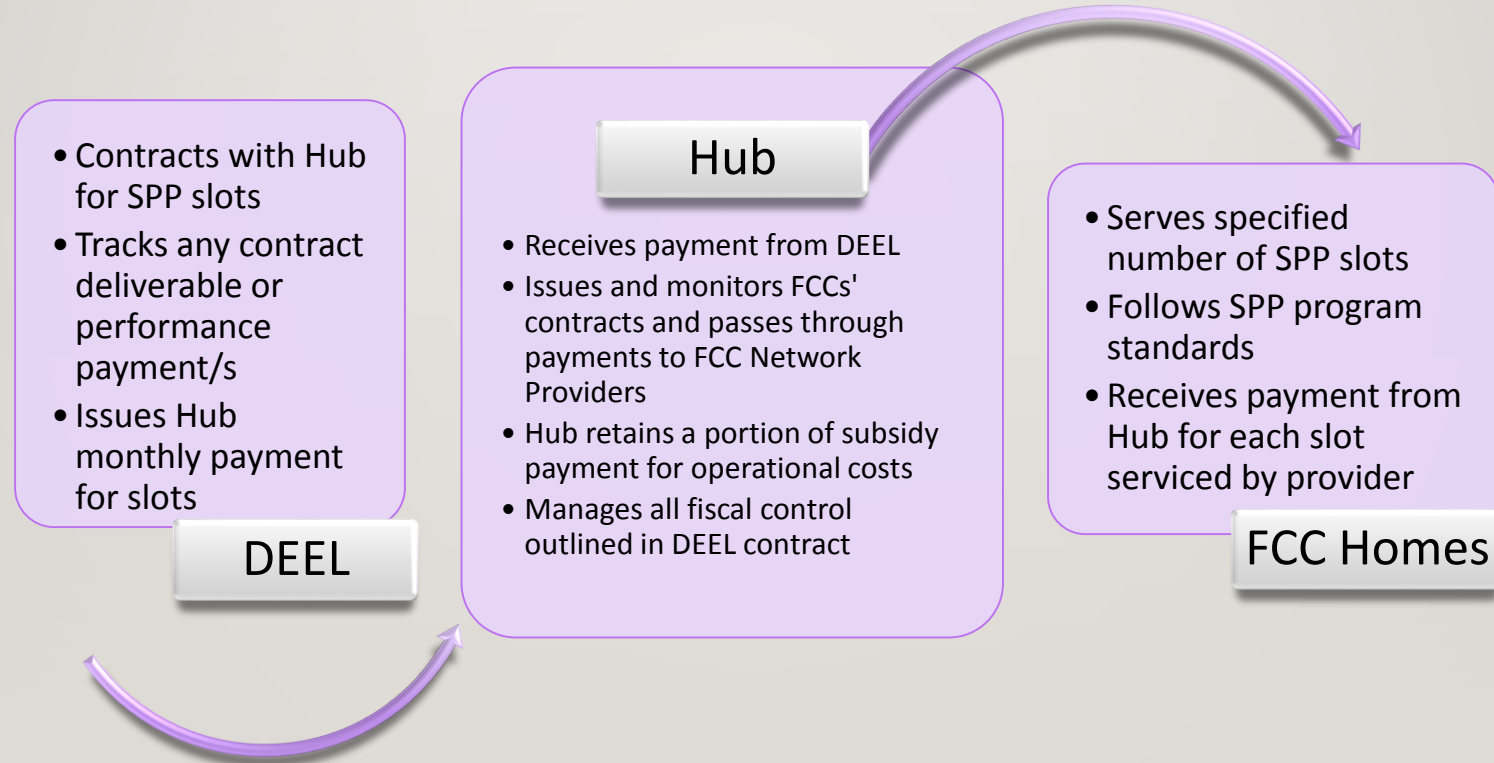 • Contracts with Hub
for SPP slots
• Tracks any contract
deliverable or
performance
payment/s
• Issues Hub
monthly payment
for slots
DEEL
Hub
• Receives payment from DEEL
• Issues and monitors FCCs'
contracts and passes through
payments to FCC Network
Providers
• Hub retains a portion of subsidy
payment for operational costs
• Manages all fiscal control
outlined in DEEL contract
• Serves specified
number of SPP slots
• Follows SPP program
standards
• Receives payment from
Hub for each slot
serviced by provider
FCC Homes